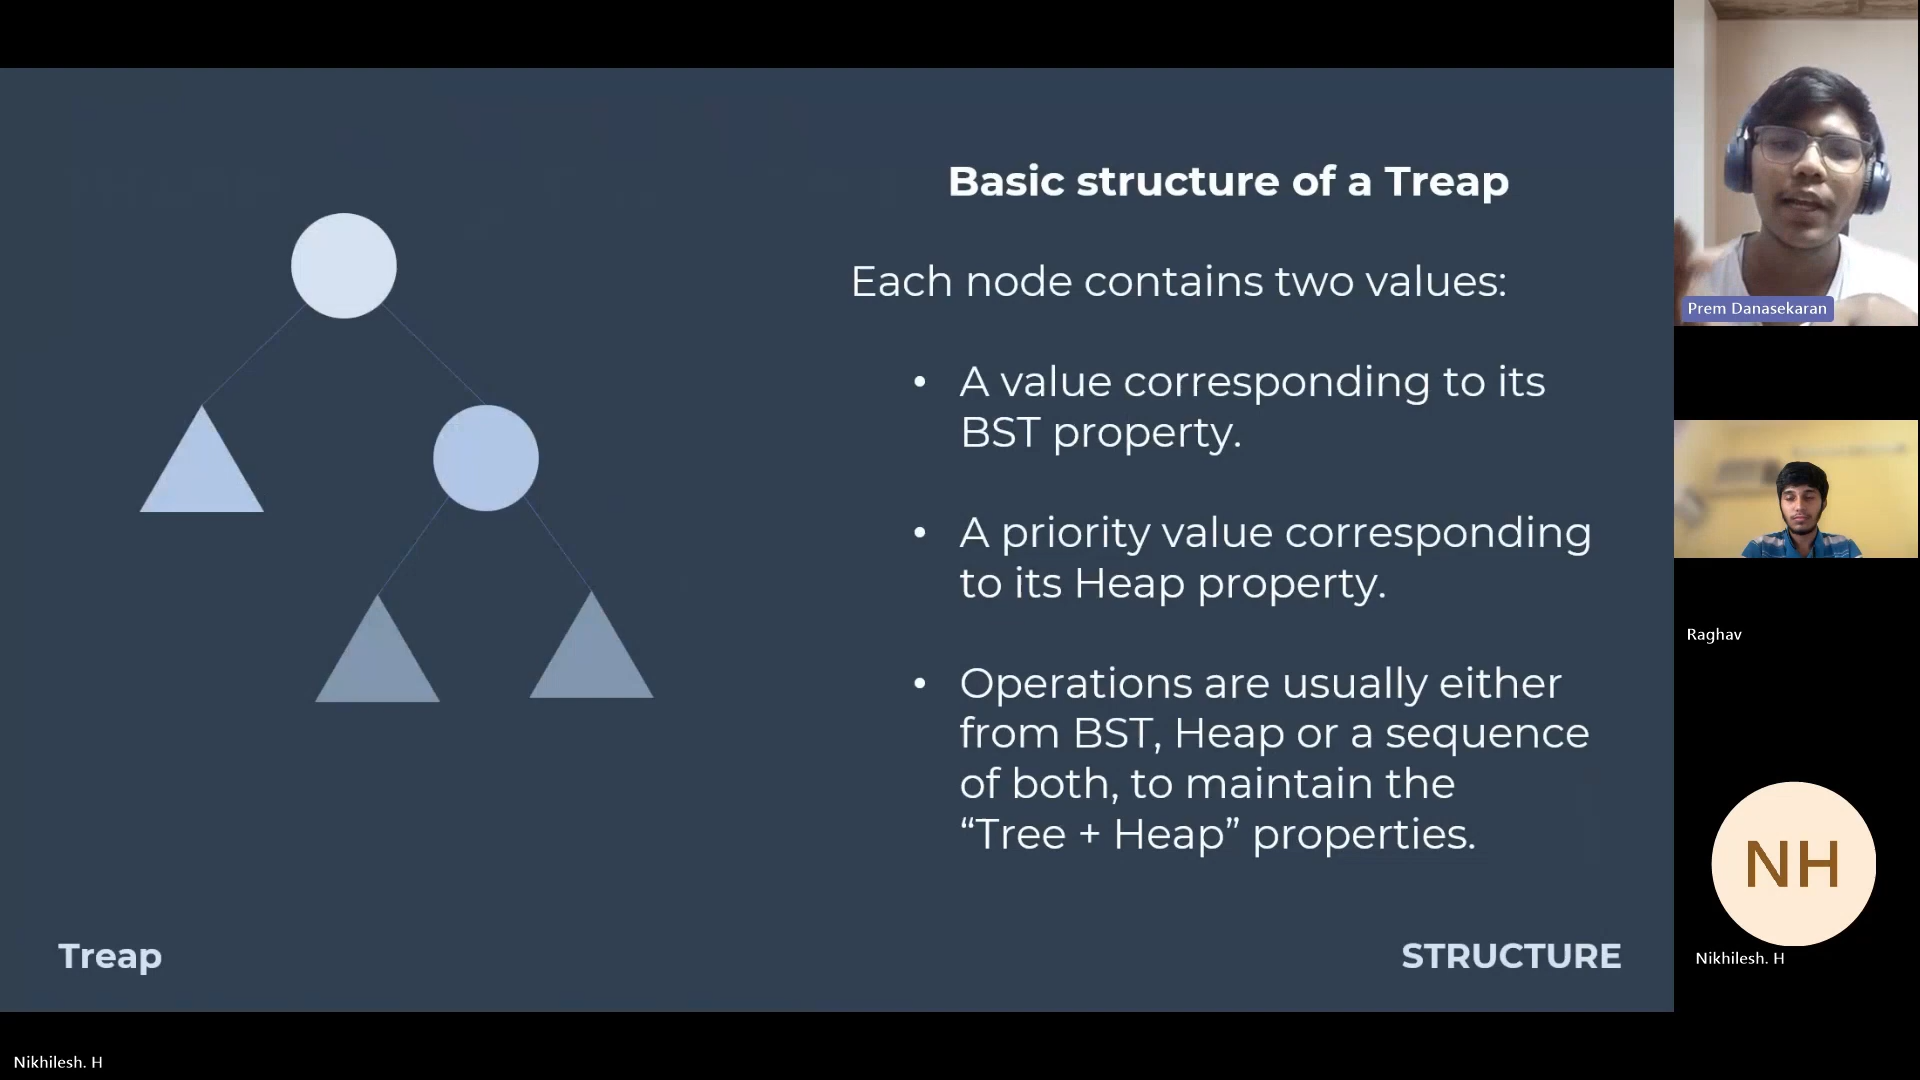 Basic structure of a Treap
Each node contains two values:
• A value corresponding to its
BST property.
• A priority value corresponding
to its Heap property.
• Operations are usually either
from BST, Heap or a sequence
of both, to maintain the
“Tree + Heap” properties.
Treap
STRUCTURE
Prem Danasekaran
Raghav
NH
Nikhilesh. H
Nikhilesh. H